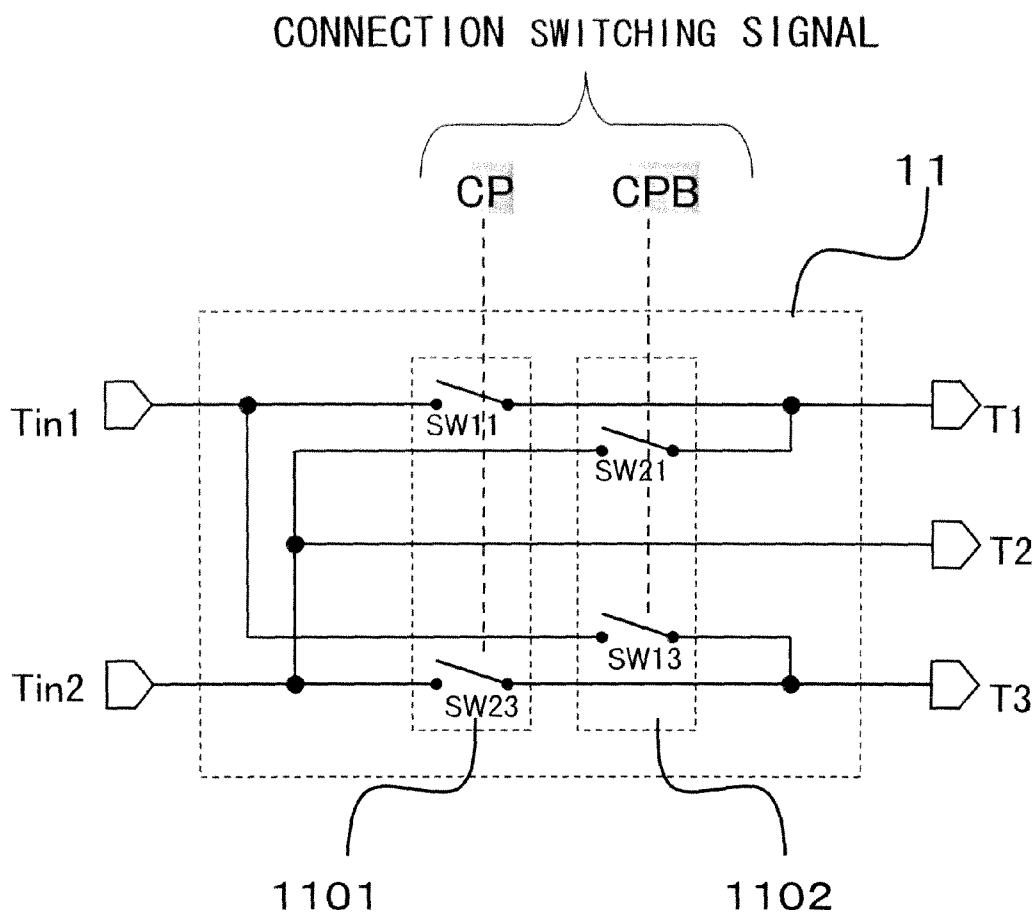 CONNECTION SWITCHING SIGNAL
CP CPB
11
Tin1 SW11 T1
SW21
T2
SW13
Tin2 SW23 T3
1101 1102